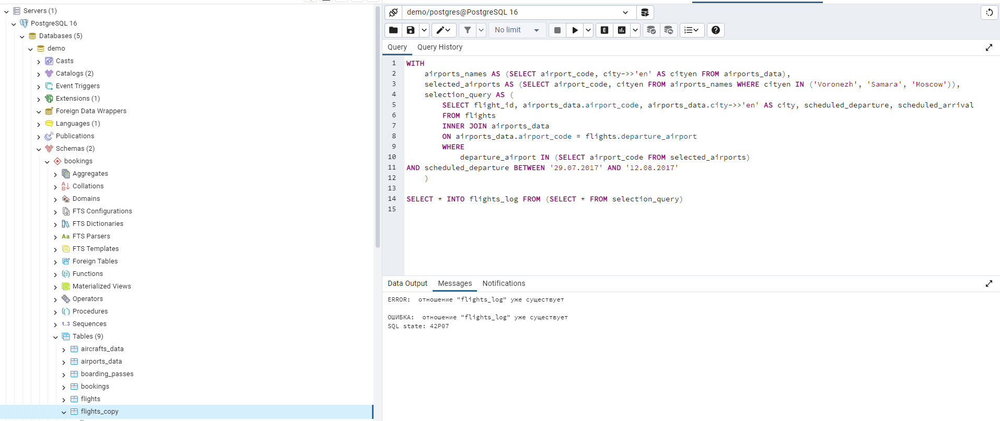 Servers (1)
PostgreSQL 16
Databases (5)
demo
Casts
Catalogs (2)
Event Triggers
Extensions (1)
Foreign Data Wrappers
Languages (1)
Publications
Schemas (2)
bookings
Aggregates
Collations
Domains
FTS Configurations
FTS Dictionaries
Aa FTS Parsers
FTS Templates
Foreign Tables
Functions
Materialized Views
Operators
Procedures
1..3 Sequences
Tables (9)
aircrafts_data
airports_data
boarding_passes
bookings
flights
flights_copy
demo/postgres@PostgreSQL 16
No limit
E
Query Query History
1 WITH
2 airports_names AS (SELECT airport_code, city->>'en' AS cityen FROM airports_data),
3 selected_airports AS (SELECT airport_code, cityen FROM airports_names WHERE cityen IN ('Voronezh', 'Samara', 'Moscow')),
4 selection_query AS (
5 SELECT flight_id, airports_data.airport_code, airports_data.city->>'en' AS city, scheduled_departure, scheduled_arrival
6 FROM flights
7 INNER JOIN airports_data
8 ON airports_data.airport_code = flights.departure_airport
9 WHERE
10 departure_airport IN (SELECT airport_code FROM selected_airports)
11 AND scheduled_departure BETWEEN '29.07.2017' AND '12.08.2017'
12 )
13
14 SELECT * INTO flights_log FROM (SELECT * FROM selection_query)
15
Data Output Messages Notifications
ERROR:  отношение "flights_log" уже существует
ОШИБКА:  отношение "flights_log" уже существует
SQL state: 42P07